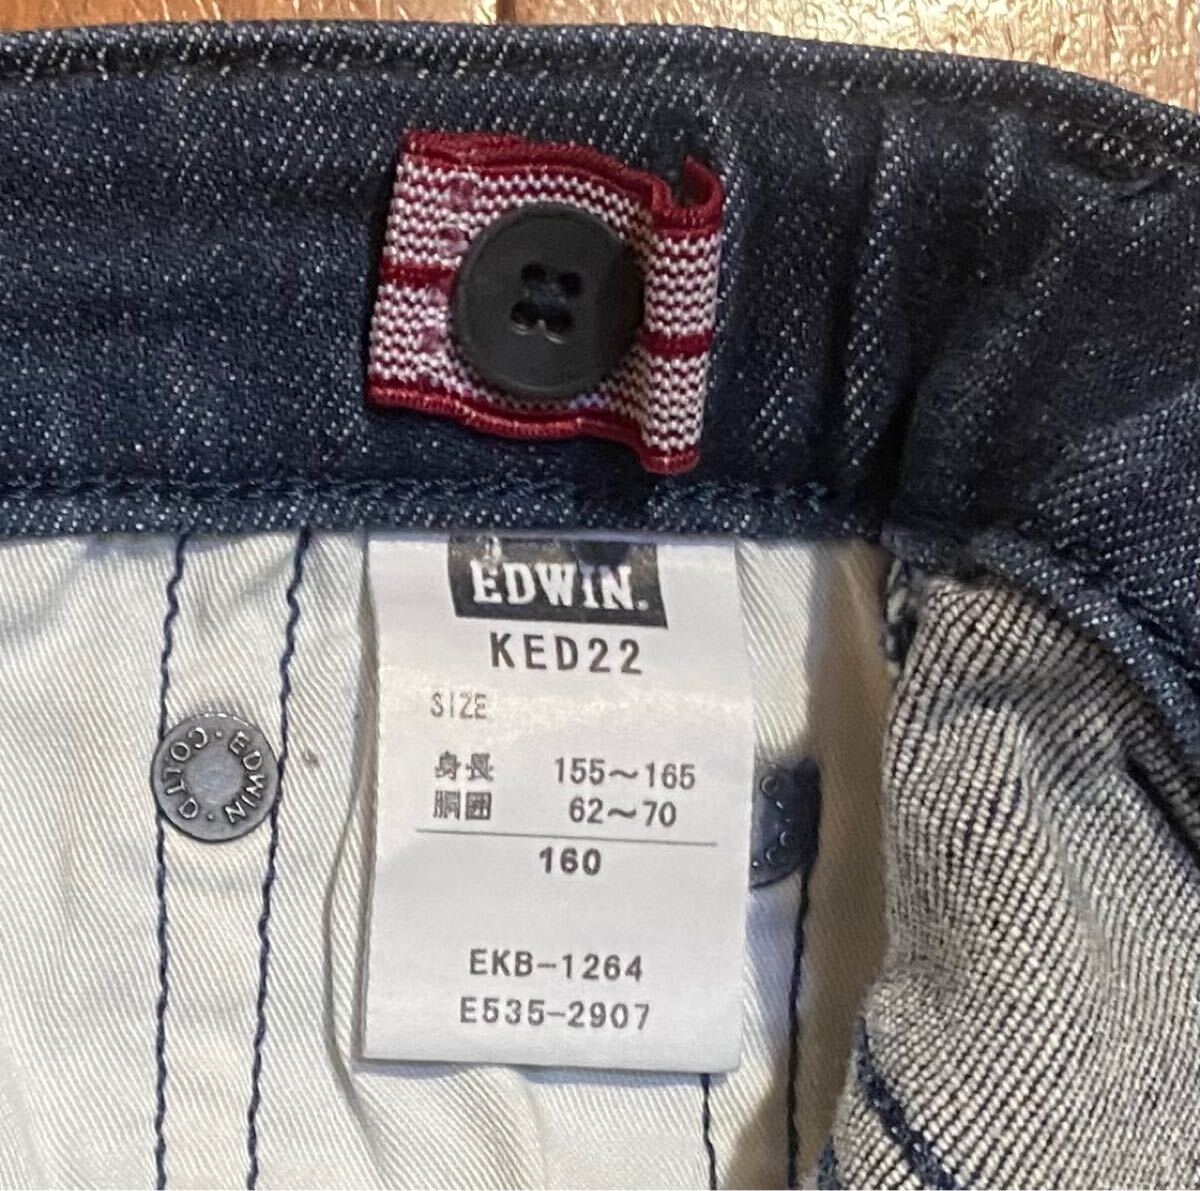 EDWIN.
KED22
SIZE
身長 155～165
胴囲 62～70
160
EKB-1264
E535-2907
EDWIN・CO.LTD・